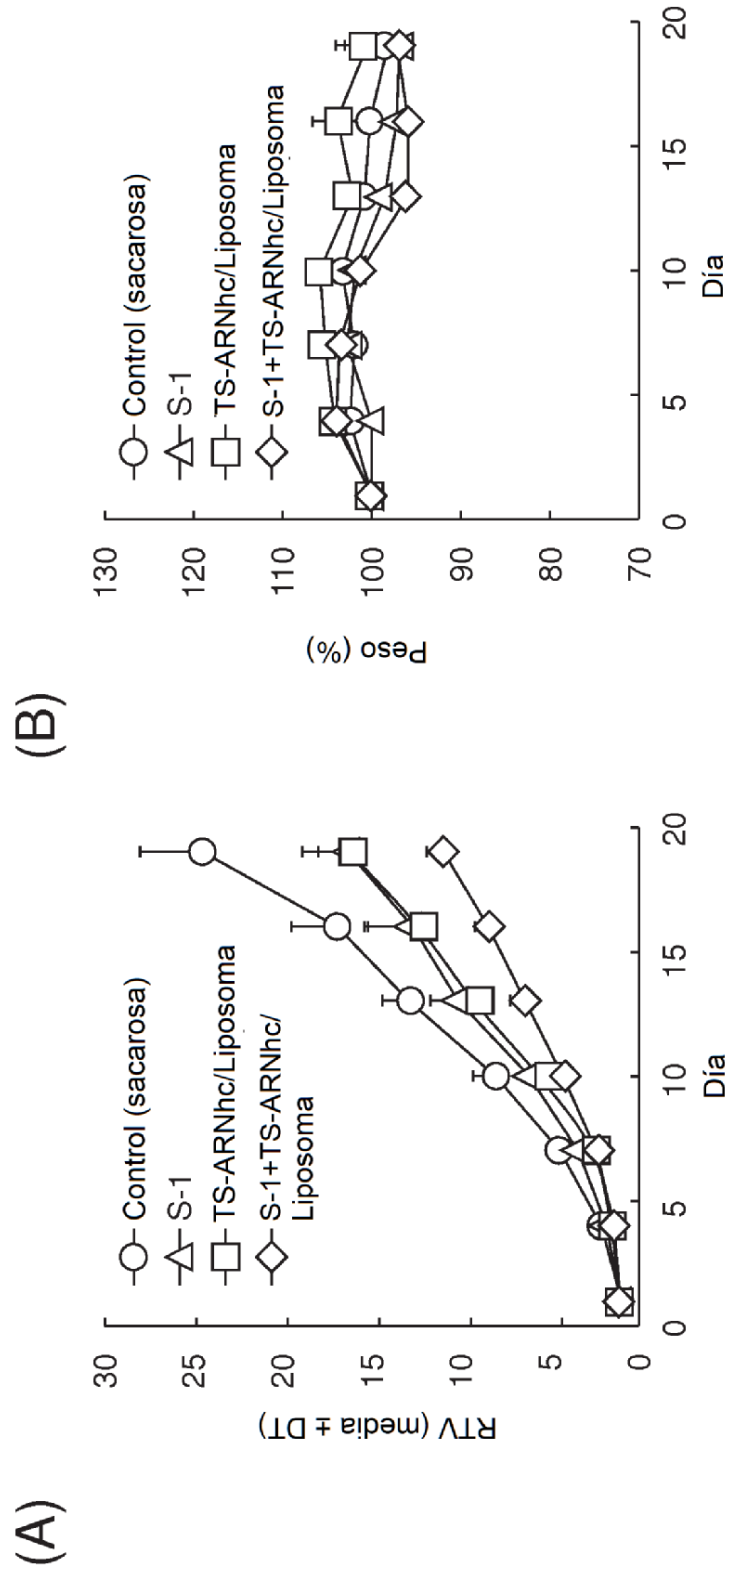 (A)
RTV (media ± DT)
30
25
20
15
10
5
0
Control (sacarosa)
S-1
TS-ARNhc/Liposoma
S-1+TS-ARNhc/
Liposoma
0
5
10
15
20
Día
(B)
Peso (%)
130
120
110
100
90
80
70
Control (sacarosa)
S-1
TS-ARNhc/Liposoma
S-1+TS-ARNhc/Liposoma
0
5
10
15
20
Día